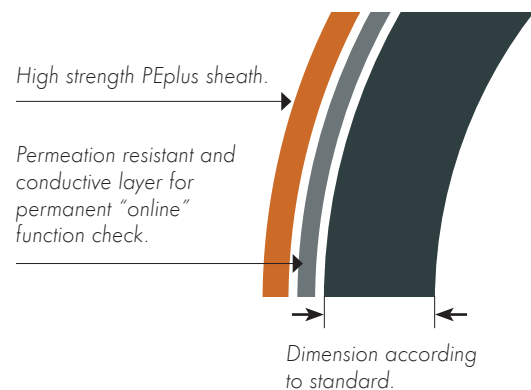 High strength PEplus sheath.
Permeation resistant and
conductive layer for
permanent “online”
function check.
Dimension according
to standard.